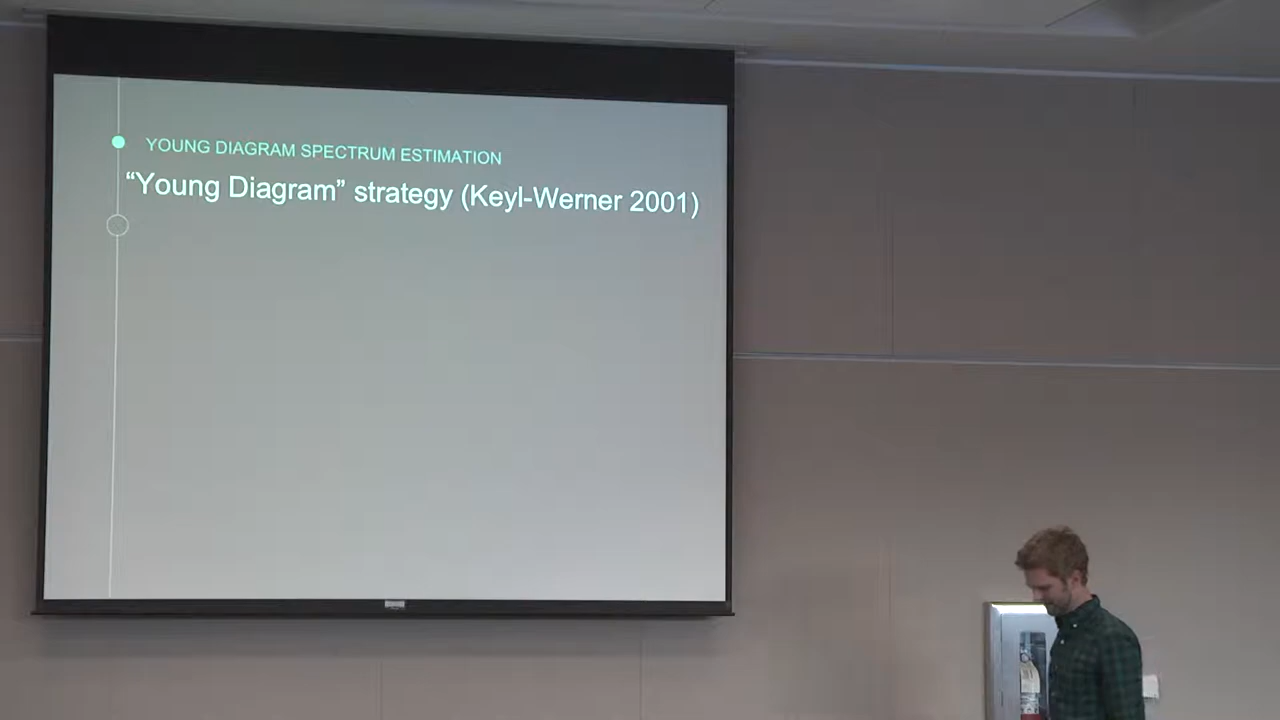 YOUNG DIAGRAM SPECTRUM ESTIMATION
“Young Diagram” strategy (Keyl-Werner 2001)